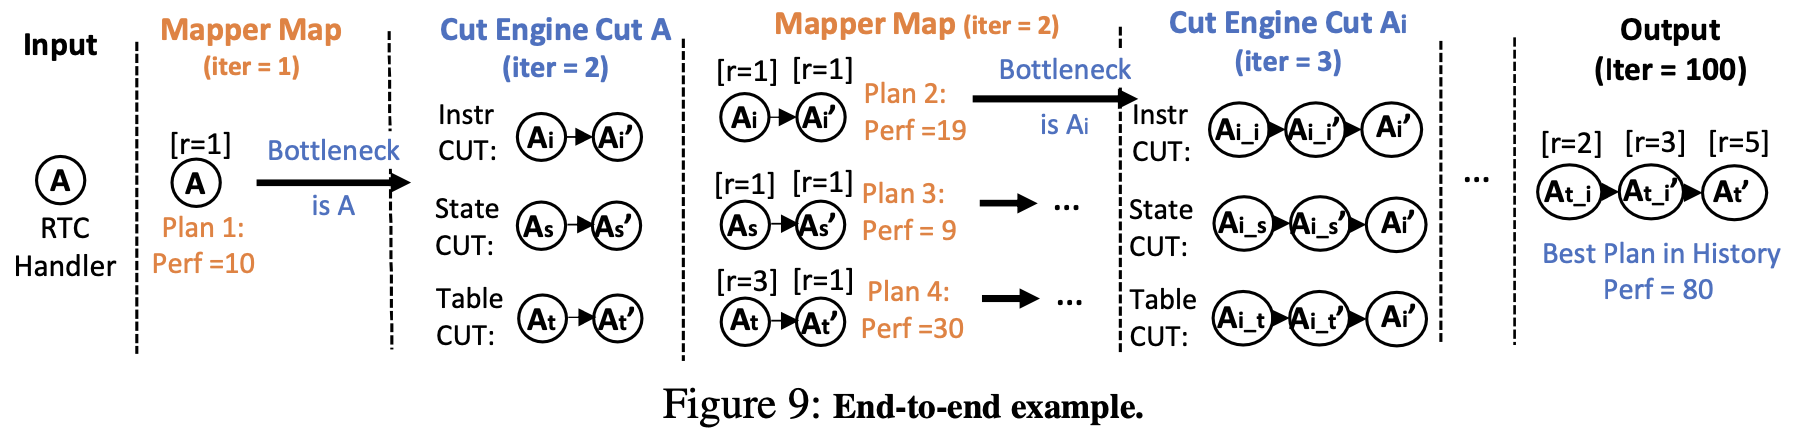 Input
A
RTC
Handler
Mapper Map
(iter = 1)
[r=1]
A
Plan 1:
Perf =10
Bottleneck
is A
Cut Engine Cut A
(iter = 2)
Instr
CUT:
Ai
Ai’
State
CUT:
As
As’
Table
CUT:
At
At’
Mapper Map (iter = 2)
[r=1] [r=1]
Ai
Ai’
Plan 2:
Perf =19
[r=1] [r=1]
As
As’
Plan 3:
Perf = 9
...
[r=3] [r=1]
At
At’
Plan 4:
Perf =30
...
Bottleneck
is Ai
Cut Engine Cut Ai
(iter = 3)
Instr
CUT:
Ai_i
Ai_i’
Ai’
State
CUT:
Ai_s
Ai_s’
Ai’
Table
CUT:
Ai_t
Ai_t’
Ai’
...
Output
(Iter = 100)
[r=2] [r=3] [r=5]
At_i
At_i’
At’
Best Plan in History
Perf = 80
Figure 9: End-to-end example.